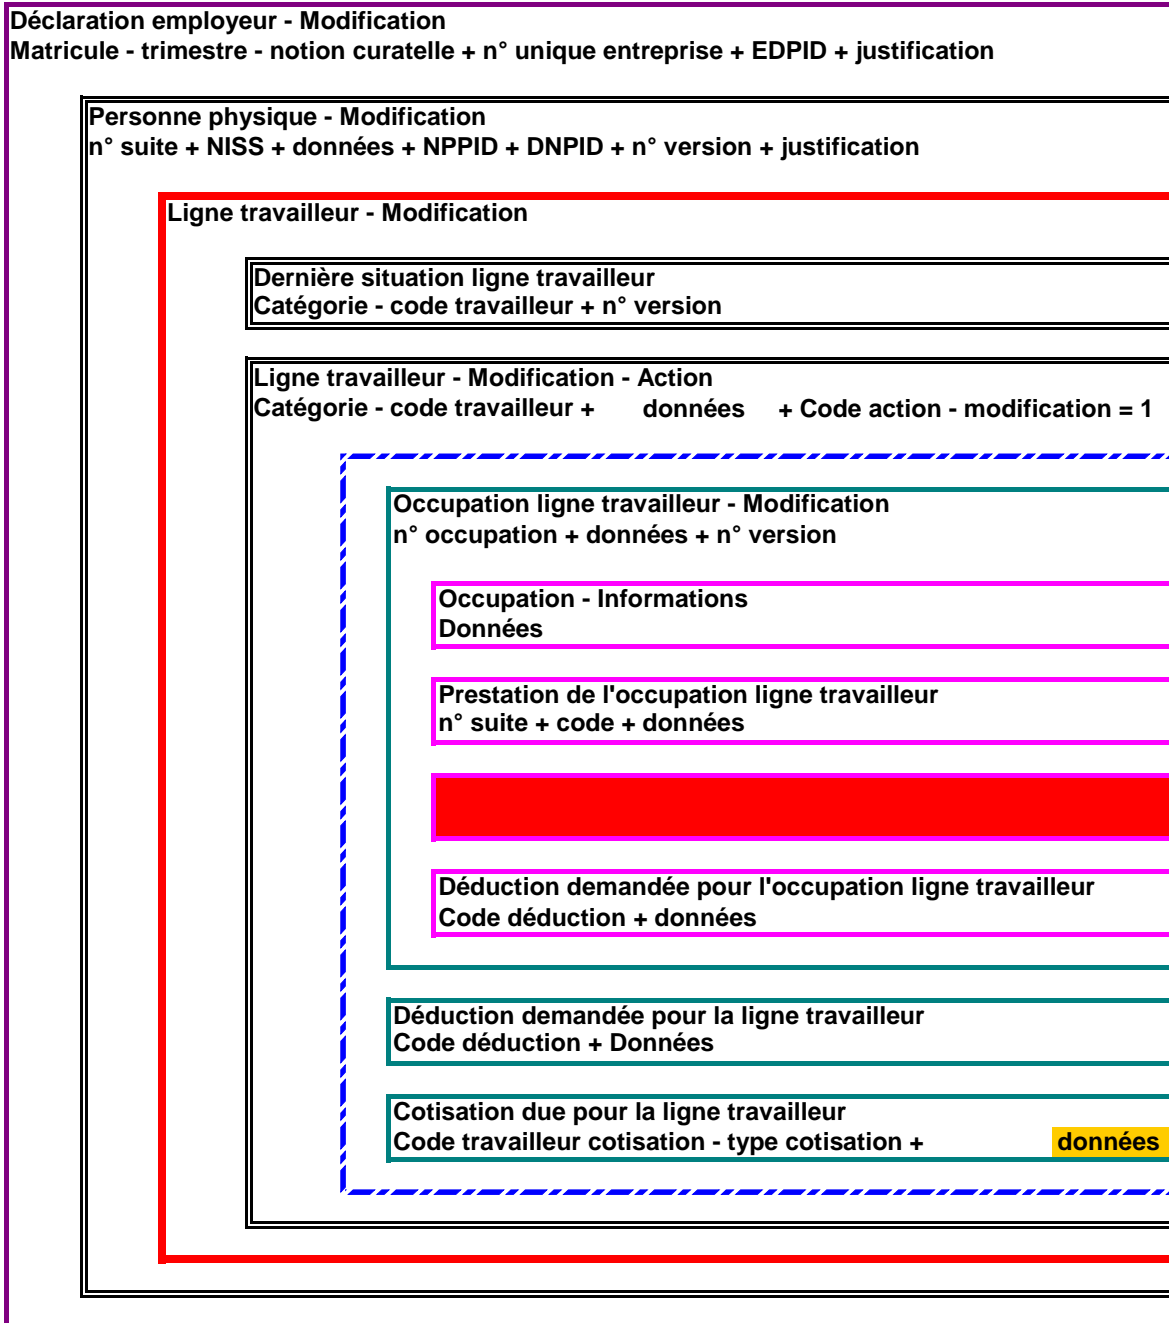 Déclaration employeur - Modification
Matricule - trimestre - notion curatelle + n° unique entreprise + EDPID + justification
Personne physique - Modification
n° suite + NISS + données + NPPID + DNPID + n° version + justification
Ligne travailleur - Modification
Dernière situation ligne travailleur
Catégorie - code travailleur + n° version
Ligne travailleur - Modification - Action
Catégorie - code travailleur + données + Code action - modification = 1
Occupation ligne travailleur - Modification
n° occupation + données + n° version
Occupation - Informations
Données
Prestation de l'occupation ligne travailleur
n° suite + code + données
Déduction demandée pour l'occupation ligne travailleur
Code déduction + données
Déduction demandée pour la ligne travailleur
Code déduction + Données
Cotisation due pour la ligne travailleur
Code travailleur cotisation - type cotisation + données